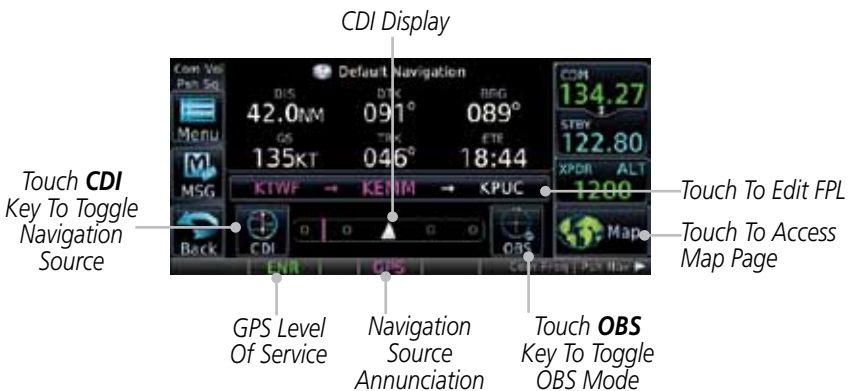 CDI Display
Com Vol
Psn Sq
Default Navigation
COM
134.27
DIS
42.0NM
DTK
091°
BRG
089°
STBY
122.80
Menu
GS
135KT
TRK
046°
ETE
18:44
XPDR ALT
1200
MSG
KTWF → KEMM → KPUC
Back
CDI
OBS
Map
ENR
GPS
Com Freq
Psh Nav
Touch CDI
Key To Toggle
Navigation
Source
Touch To Edit FPL
Touch To Access
Map Page
GPS Level
Of Service
Navigation
Source
Annunciation
Touch OBS
Key To Toggle
OBS Mode